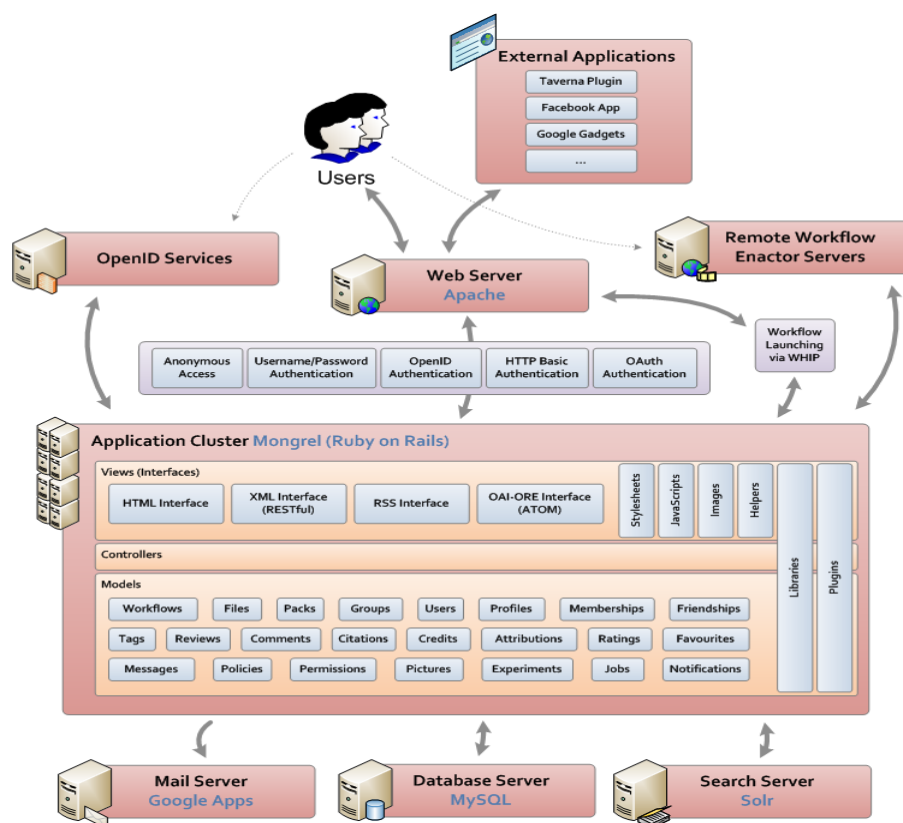 External Applications
Taverna Plugin
Facebook App
Google Gadgets
...
Users
OpenID Services
Web Server
Apache
Remote Workflow
Enactor Servers
Workflow
Launching
via WHIP
Anonymous
Access
Username/Password
Authentication
OpenID
Authentication
HTTP Basic
Authentication
OAuth
Authentication
Application Cluster Mongrel (Ruby on Rails)
Views (Interfaces)
HTML Interface
XML Interface
(RESTful)
RSS Interface
OAI-ORE Interface
(ATOM)
Stylesheets
JavaScripts
Images
Helpers
Libraries
Plugins
Controllers
Models
Workflows Files Packs Groups Users Profiles Memberships Friendships
Tags Reviews Comments Citations Credits Attributions Ratings Favourites
Messages Policies Permissions Pictures Experiments Jobs Notifications
Mail Server
Google Apps
Database Server
MySQL
Search Server
Solr